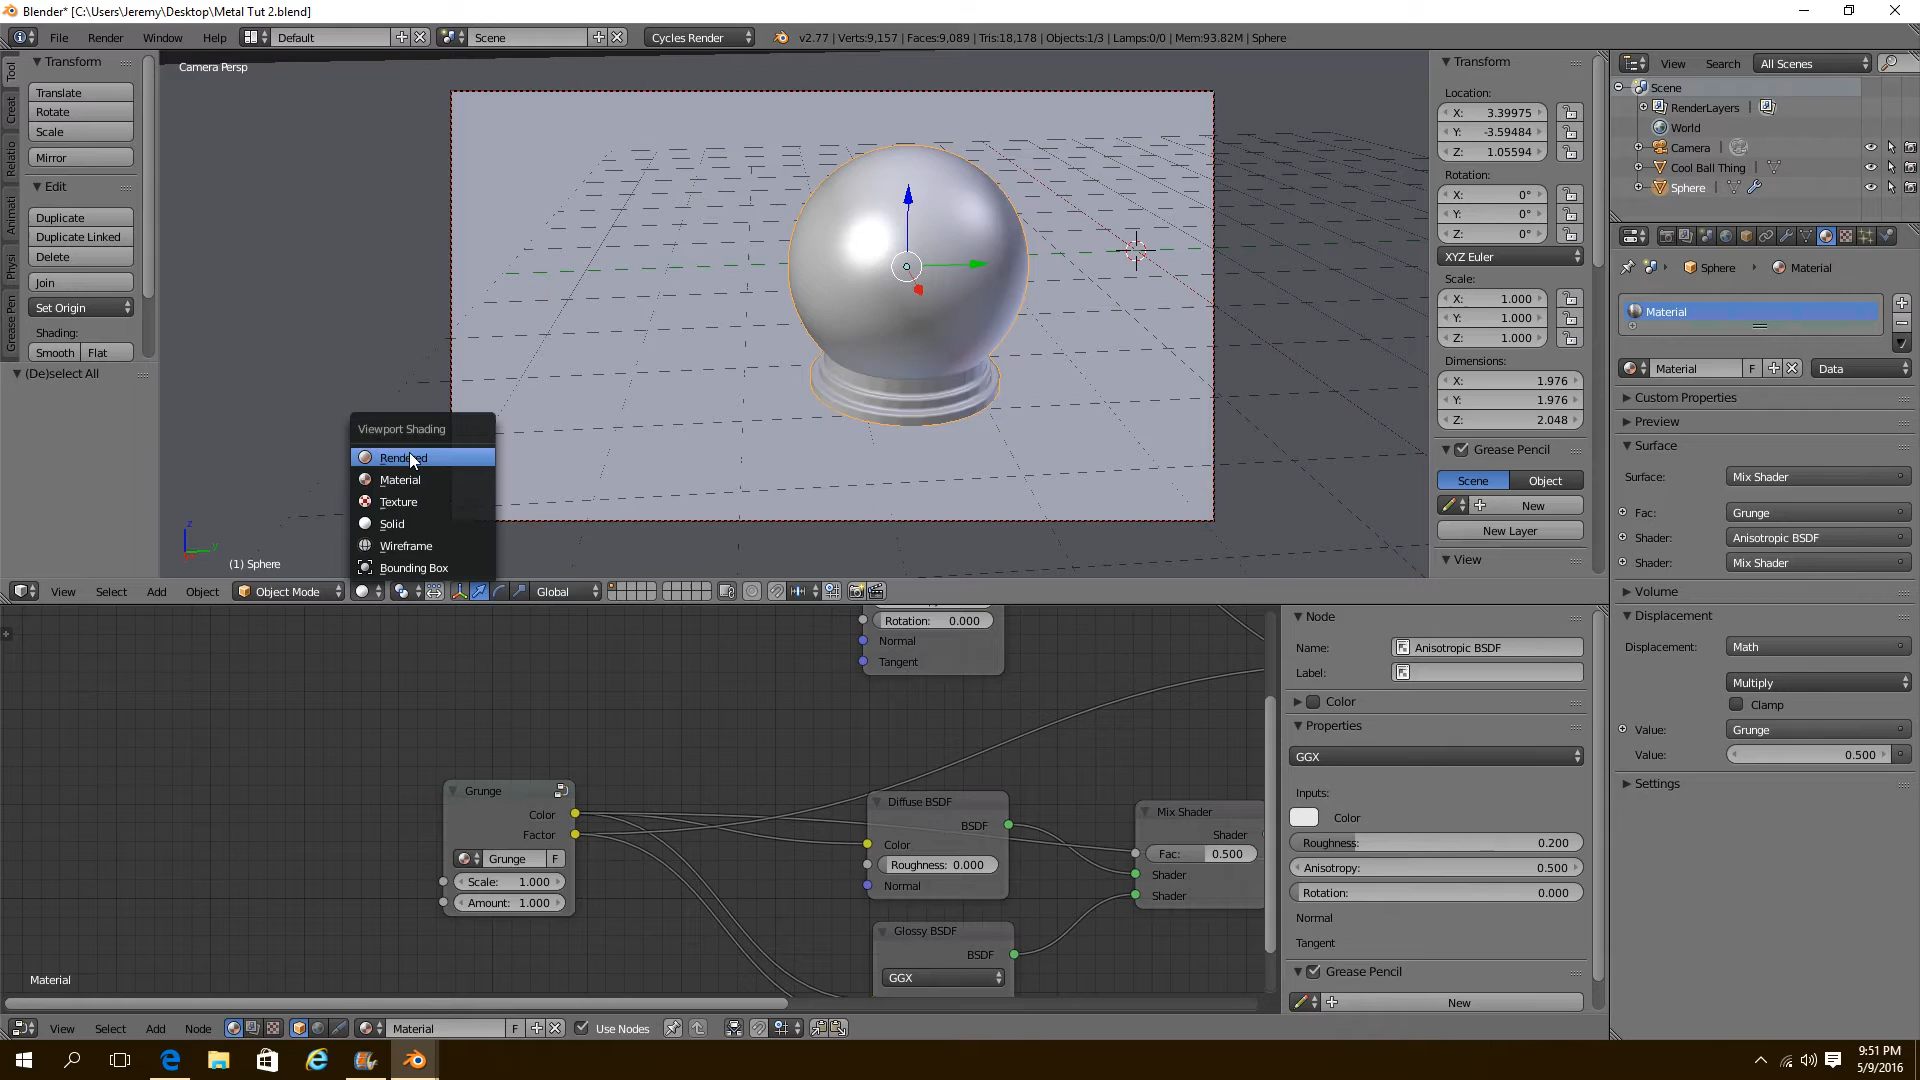 Blender* [C:\Users\Jeremy\Desktop\Metal Tut 2.blend]
File Render Window Help Default Scene Cycles Render v2.77 | Verts:9,157 | Faces:9,089 | Tris:18,178 | Objects:1/3 | Lamps:0/0 | Mem:93.82M | Sphere
Tool
Creat
Relatio
Animati
Physi
Grease Pen
Transform
Translate
Rotate
Scale
Mirror
Edit
Duplicate
Duplicate Linked
Delete
Join
Set Origin
Shading:
Smooth Flat
(De)select All
Camera Persp
Viewport Shading
Rendered
Material
Texture
Solid
Wireframe
Bounding Box
z
y
(1) Sphere
View Select Add Object Object Mode Global
Transform
Location:
X: 3.39975
Y: -3.59484
Z: 1.05594
Rotation:
X: 0°
Y: 0°
Z: 0°
XYZ Euler
Scale:
X: 1.000
Y: 1.000
Z: 1.000
Dimensions:
X: 1.976
Y: 1.976
Z: 2.048
Grease Pencil
Scene Object
New
New Layer
View
View Search All Scenes
Scene
RenderLayers |
World
Camera |
Cool Ball Thing |
Sphere |
Sphere Material
Material
Material F Data
Custom Properties
Preview
Surface
Surface: Mix Shader
Fac: Grunge
Shader: Anisotropic BSDF
Shader: Mix Shader
Volume
Displacement
Displacement: Math
Multiply
Clamp
Value: Grunge
Value: 0.500
Settings
Rotation: 0.000
Normal
Tangent
Grunge
Color
Factor
Grunge F
Scale: 1.000
Amount: 1.000
Diffuse BSDF
BSDF
Color
Roughness: 0.000
Normal
Glossy BSDF
BSDF
GGX
Mix Shader
Shader
Fac: 0.500
Shader
Shader
Material
Node
Name: Anisotropic BSDF
Label:
Color
Properties
GGX
Inputs:
Color
Roughness: 0.200
Anisotropy: 0.500
Rotation: 0.000
Normal
Tangent
Grease Pencil
New
View Select Add Node Material F Use Nodes
9:51 PM
5/9/2016